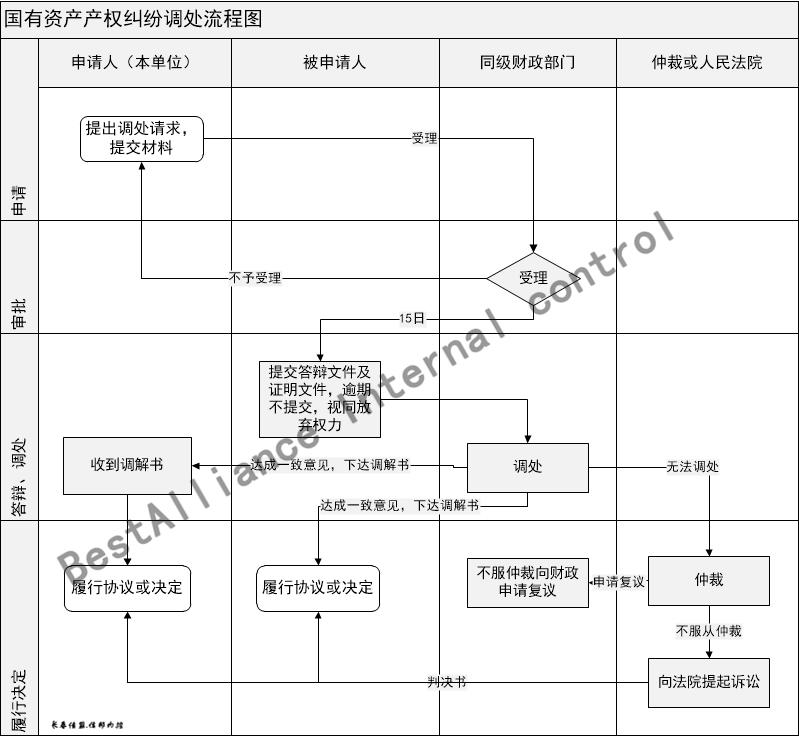 国有资产产权纠纷调处流程图
申请人（本单位）
被申请人
同级财政部门
仲裁或人民法院
申请
提出调处请求，
提交材料
受理
审批
不予受理
受理
15日
答辩、调处
提交答辩文件及
证明文件，逾期
不提交，视同放
弃权力
收到调解书
达成一致意见，下达调解书
调处
无法调处
达成一致意见，下达调解书
履行决定
履行协议或决定
履行协议或决定
不服仲裁向财政
申请复议
申请复议
仲裁
不服从仲裁
判决书
向法院提起诉讼
BestAlliance Internal control